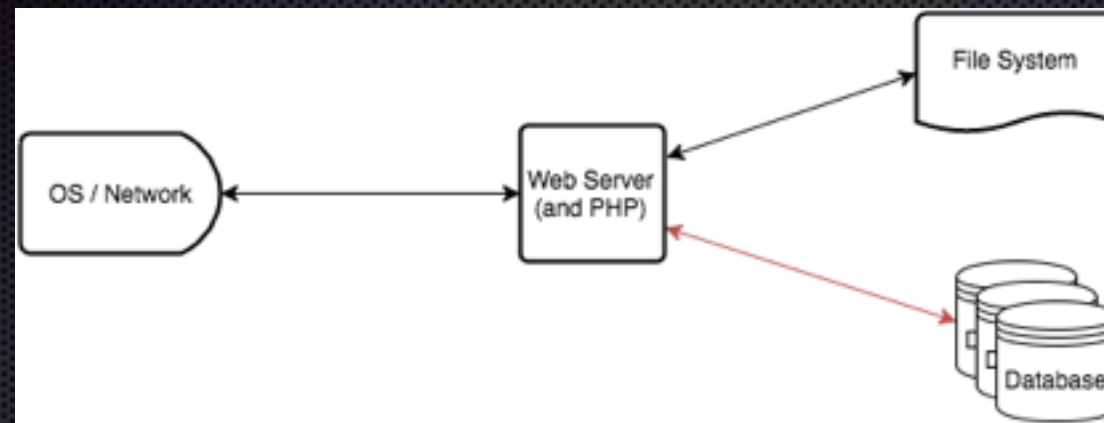 File System
OS / Network
Web Server
(and PHP)
Database